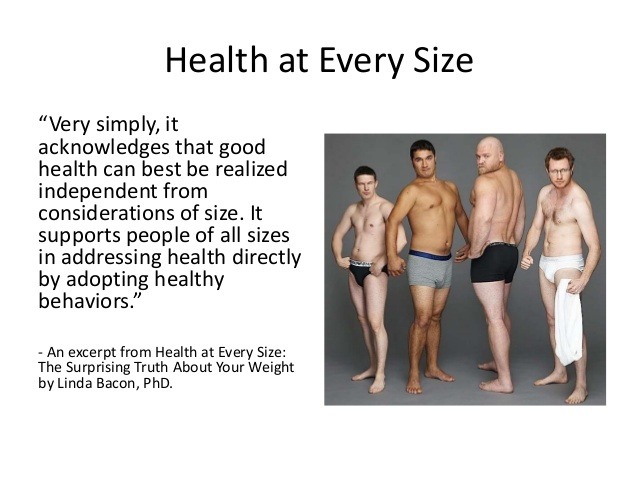 Health at Every Size
“Very simply, it
acknowledges that good
health can best be realized
independent from
considerations of size. It
supports people of all sizes
in addressing health directly
by adopting healthy
behaviors.”
- An excerpt from Health at Every Size:
The Surprising Truth About Your Weight
by Linda Bacon, PhD.